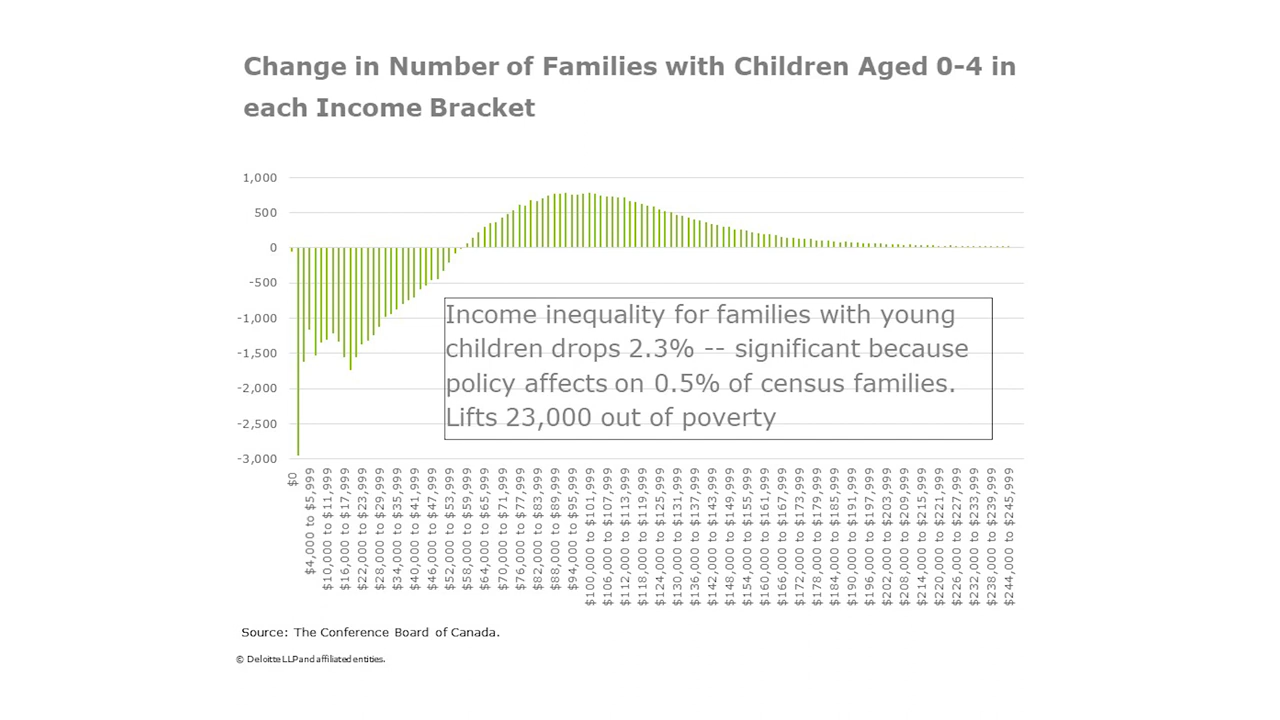 Change in Number of Families with Children Aged 0-4 in
each Income Bracket
1,000
500
0
-500
-1,000
-1,500
-2,000
-2,500
-3,000
Income inequality for families with young
children drops 2.3% -- significant because
policy affects on 0.5% of census families.
Lifts 23,000 out of poverty
$0
$4,000 to $5,999
$10,000 to $11,999
$16,000 to $17,999
$22,000 to $23,999
$28,000 to $29,999
$34,000 to $35,999
$40,000 to $41,999
$46,000 to $47,999
$52,000 to $53,999
$58,000 to $59,999
$64,000 to $65,999
$70,000 to $71,999
$76,000 to $77,999
$82,000 to $83,999
$88,000 to $89,999
$94,000 to $95,999
$100,000 to $101,999
$106,000 to $107,999
$112,000 to $113,999
$118,000 to $119,999
$124,000 to $125,999
$130,000 to $131,999
$136,000 to $137,999
$142,000 to $143,999
$148,000 to $149,999
$154,000 to $155,999
$160,000 to $161,999
$166,000 to $167,999
$172,000 to $173,999
$178,000 to $179,999
$184,000 to $185,999
$190,000 to $191,999
$196,000 to $197,999
$202,000 to $203,999
$208,000 to $209,999
$214,000 to $215,999
$220,000 to $221,999
$226,000 to $227,999
$232,000 to $233,999
$238,000 to $239,999
$244,000 to $245,999
Source: The Conference Board of Canada.
© Deloitte LLP and affiliated entities.